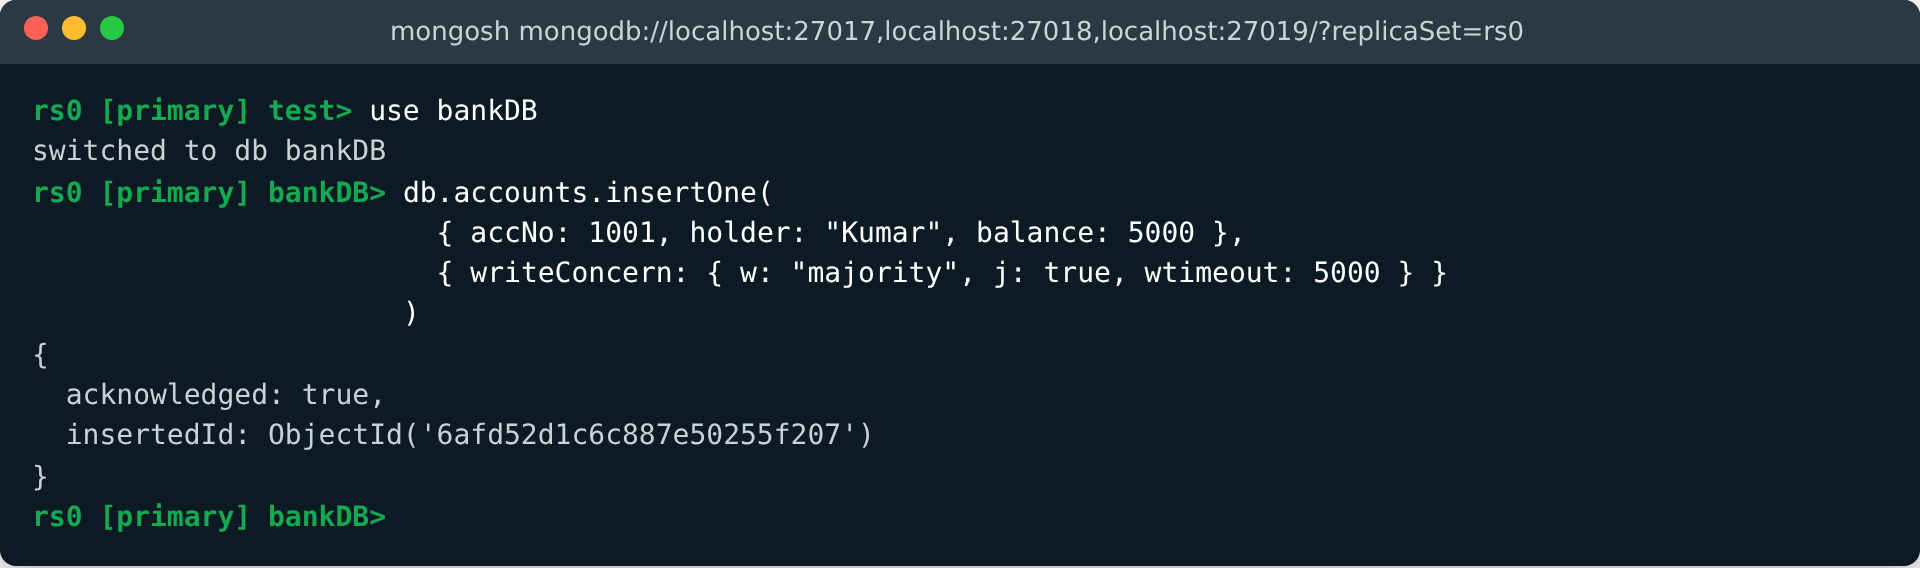 mongosh mongodb://localhost:27017,localhost:27018,localhost:27019/?replicaSet=rs0
rs0 [primary] test> use bankDB
switched to db bankDB
rs0 [primary] bankDB> db.accounts.insertOne(
                        { accNo: 1001, holder: "Kumar", balance: 5000 },
                        { writeConcern: { w: "majority", j: true, wtimeout: 5000 } }
                      )
{
  acknowledged: true,
  insertedId: ObjectId('6afd52d1c6c887e50255f207')
}
rs0 [primary] bankDB>